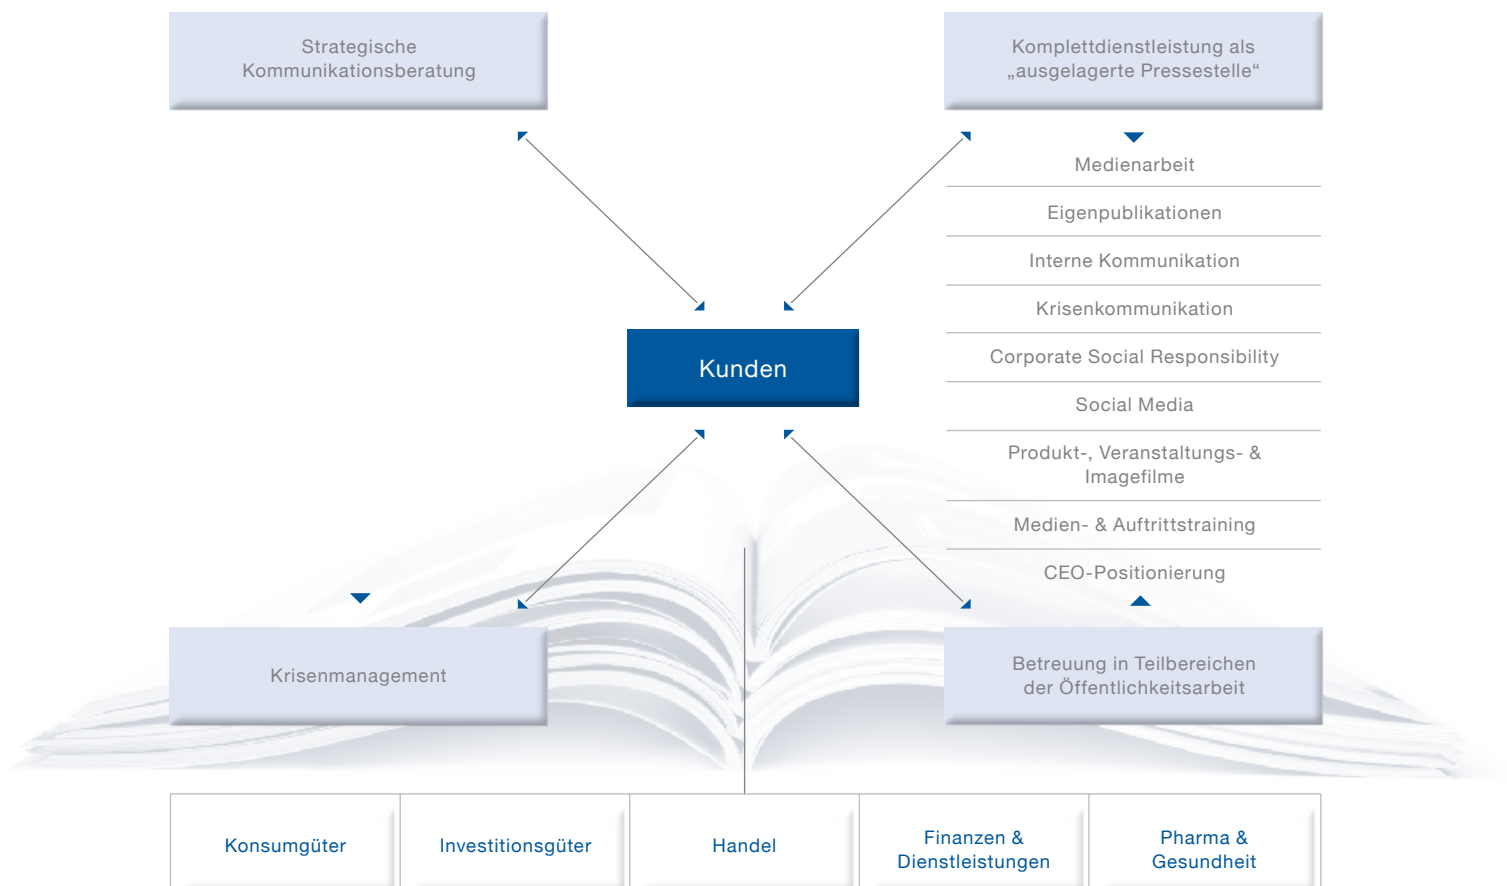 Strategische
Kommunikationsberatung
Komplettdienstleistung als
„ausgelagerte Pressestelle“
Medienarbeit
Eigenpublikationen
Interne Kommunikation
Krisenkommunikation
Corporate Social Responsibility
Social Media
Produkt-, Veranstaltungs- &
Imagefilme
Medien- & Auftrittstraining
CEO-Positionierung
Kunden
Krisenmanagement
Betreuung in Teilbereichen
der Öffentlichkeitsarbeit
Konsumgüter
Investitionsgüter
Handel
Finanzen &
Dienstleistungen
Pharma &
Gesundheit